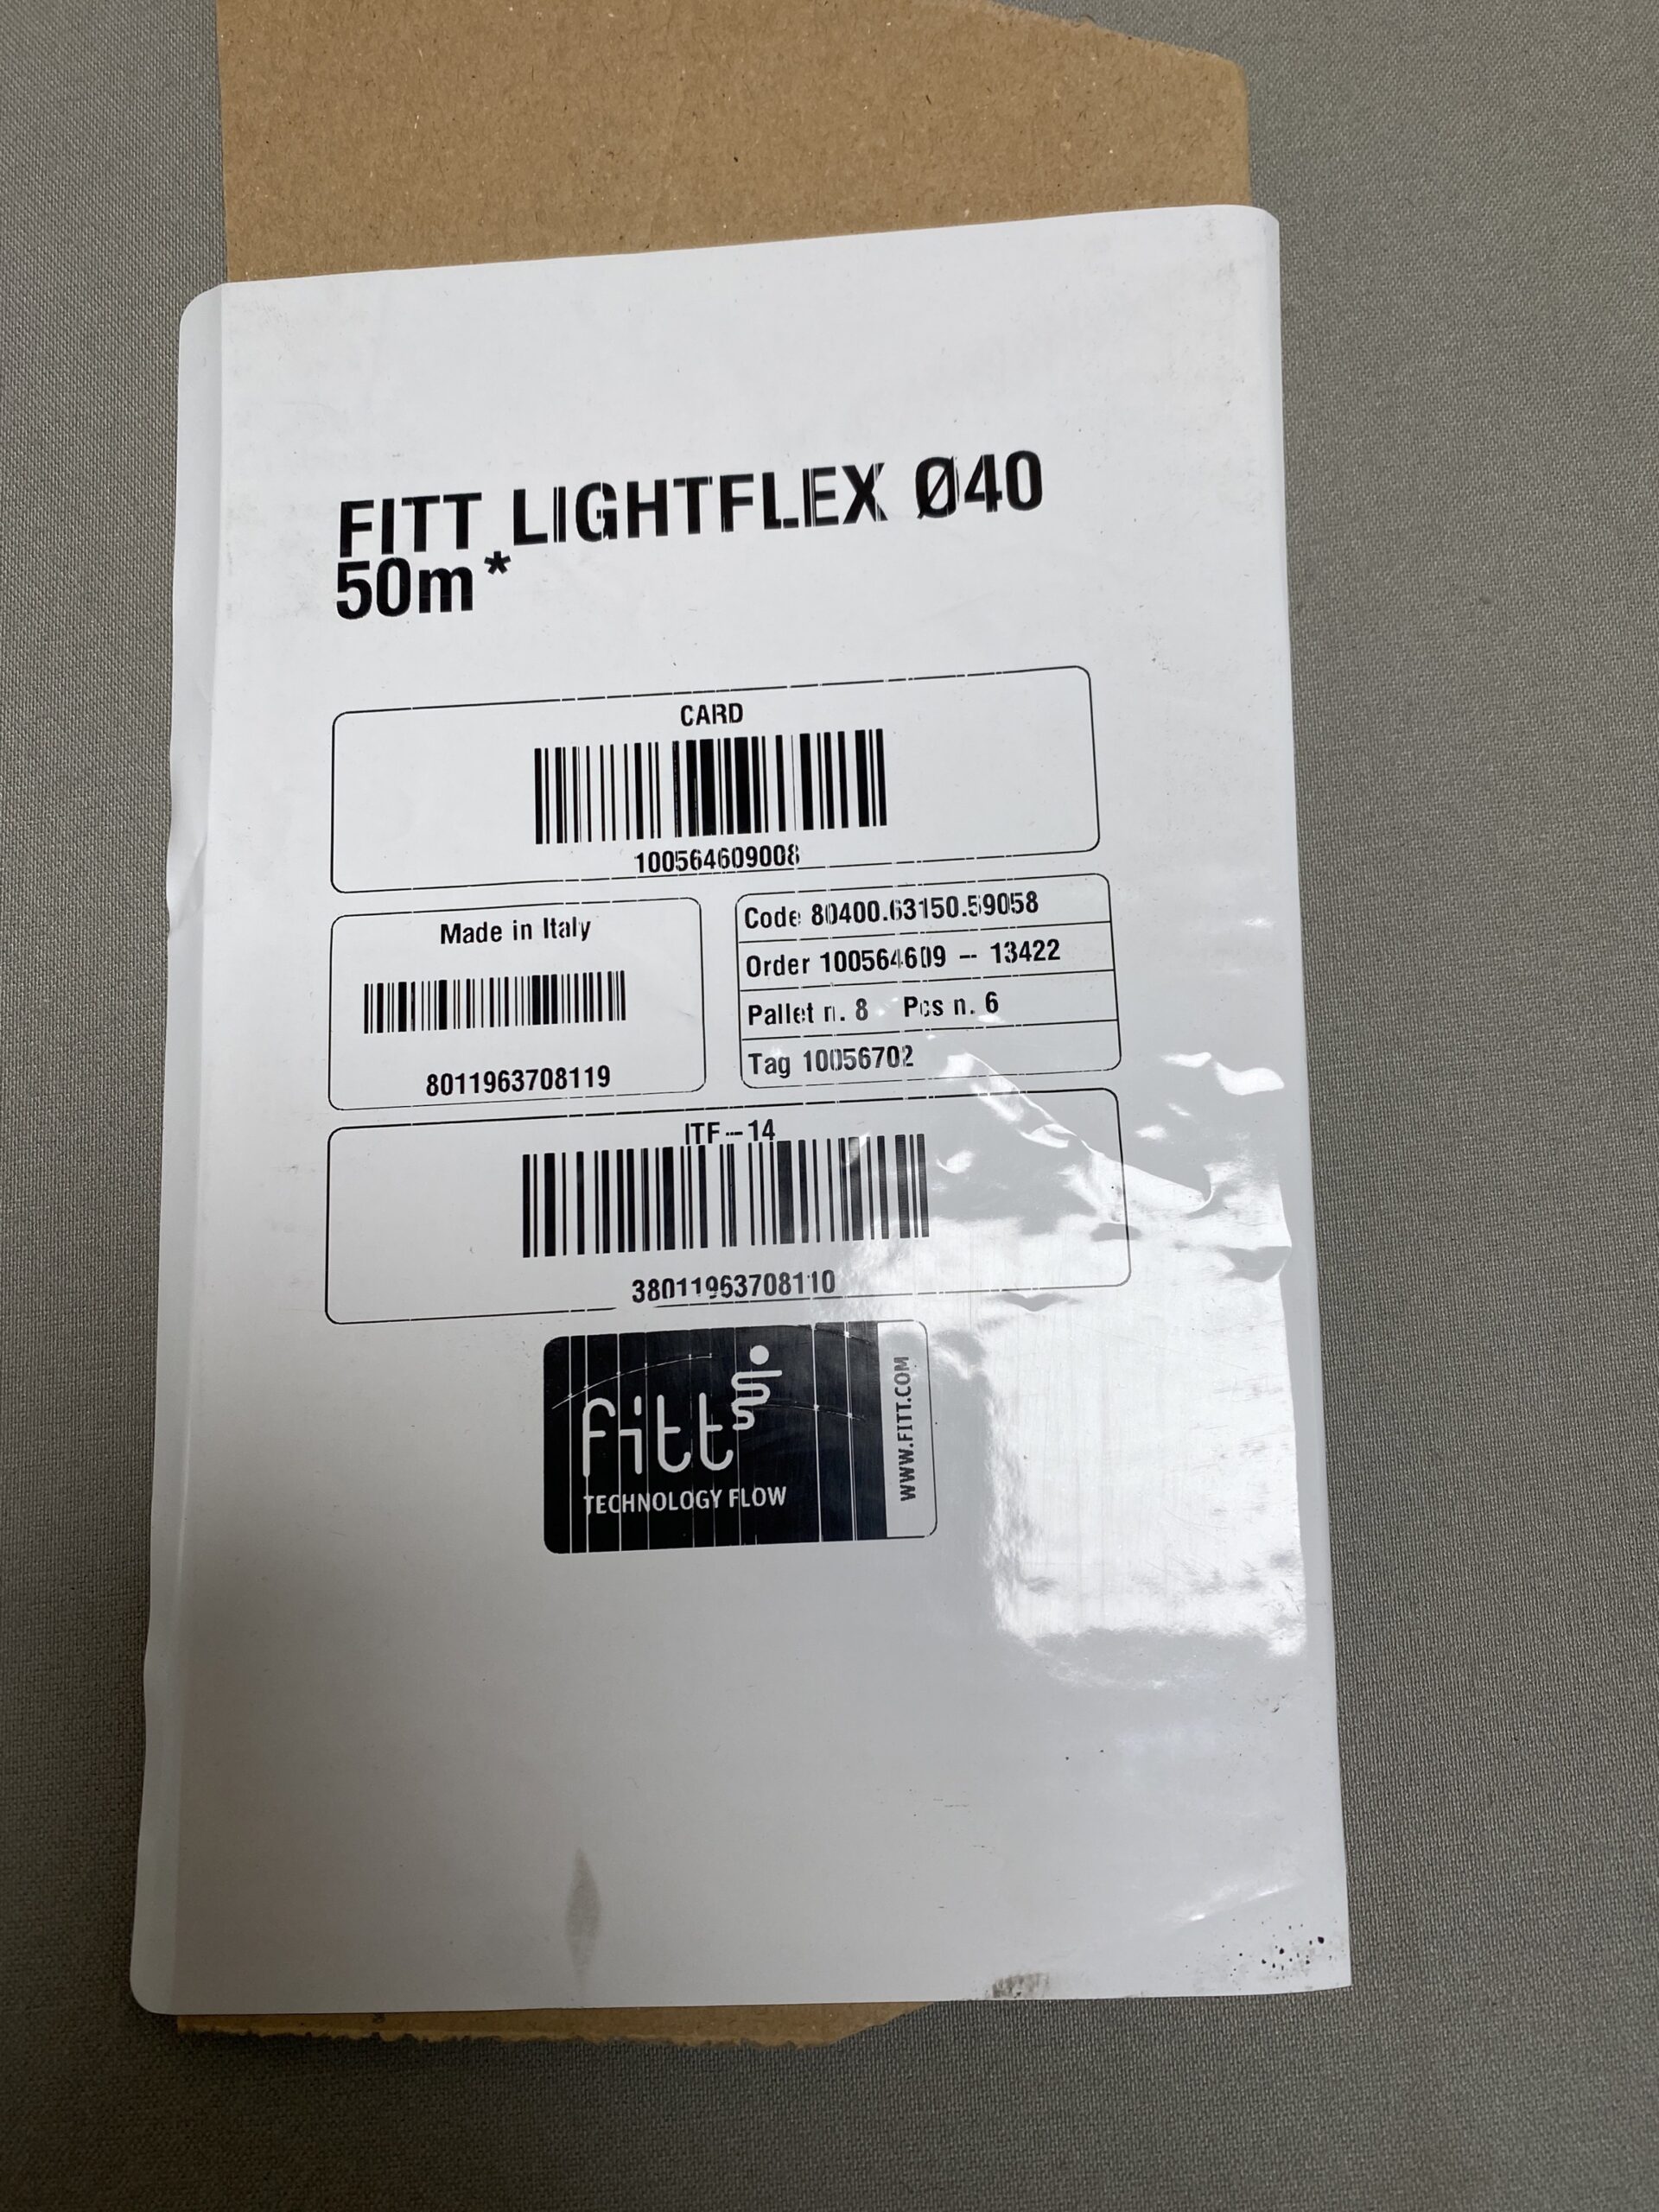 FITT LIGHTFLEX Ø40
50m*
CARD
100564609008
Made in Italy
8011963708119
Code 80400.63150.59058
Order 100564609 -- 13422
Pallet n. 8 Pcs n. 6
Tag 10056702
ITF--14
38011963708110
fitt
TECHNOLOGY FLOW
WWW.FITT.COM